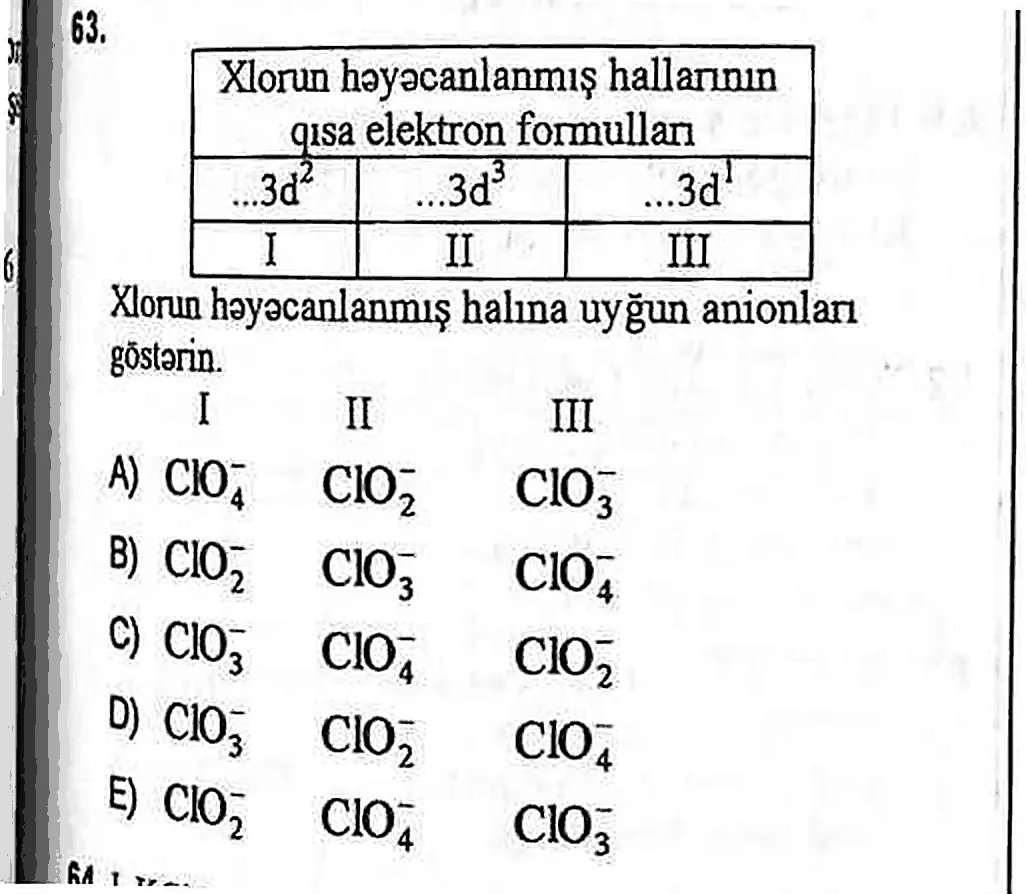 63.
Xlorun həyəcanlanmış hallarının
qısa elektron formulları
...3d² ...3d³ ...3d¹
I II III
Xlorun həyəcanlanmış halına uyğun anionları
göstərin.
I II III
A) ClO₄⁻ ClO₂⁻ ClO₃⁻
B) ClO₂⁻ ClO₃⁻ ClO₄⁻
C) ClO₃⁻ ClO₄⁻ ClO₂⁻
D) ClO₃⁻ ClO₂⁻ ClO₄⁻
E) ClO₂⁻ ClO₄⁻ ClO₃⁻
64.